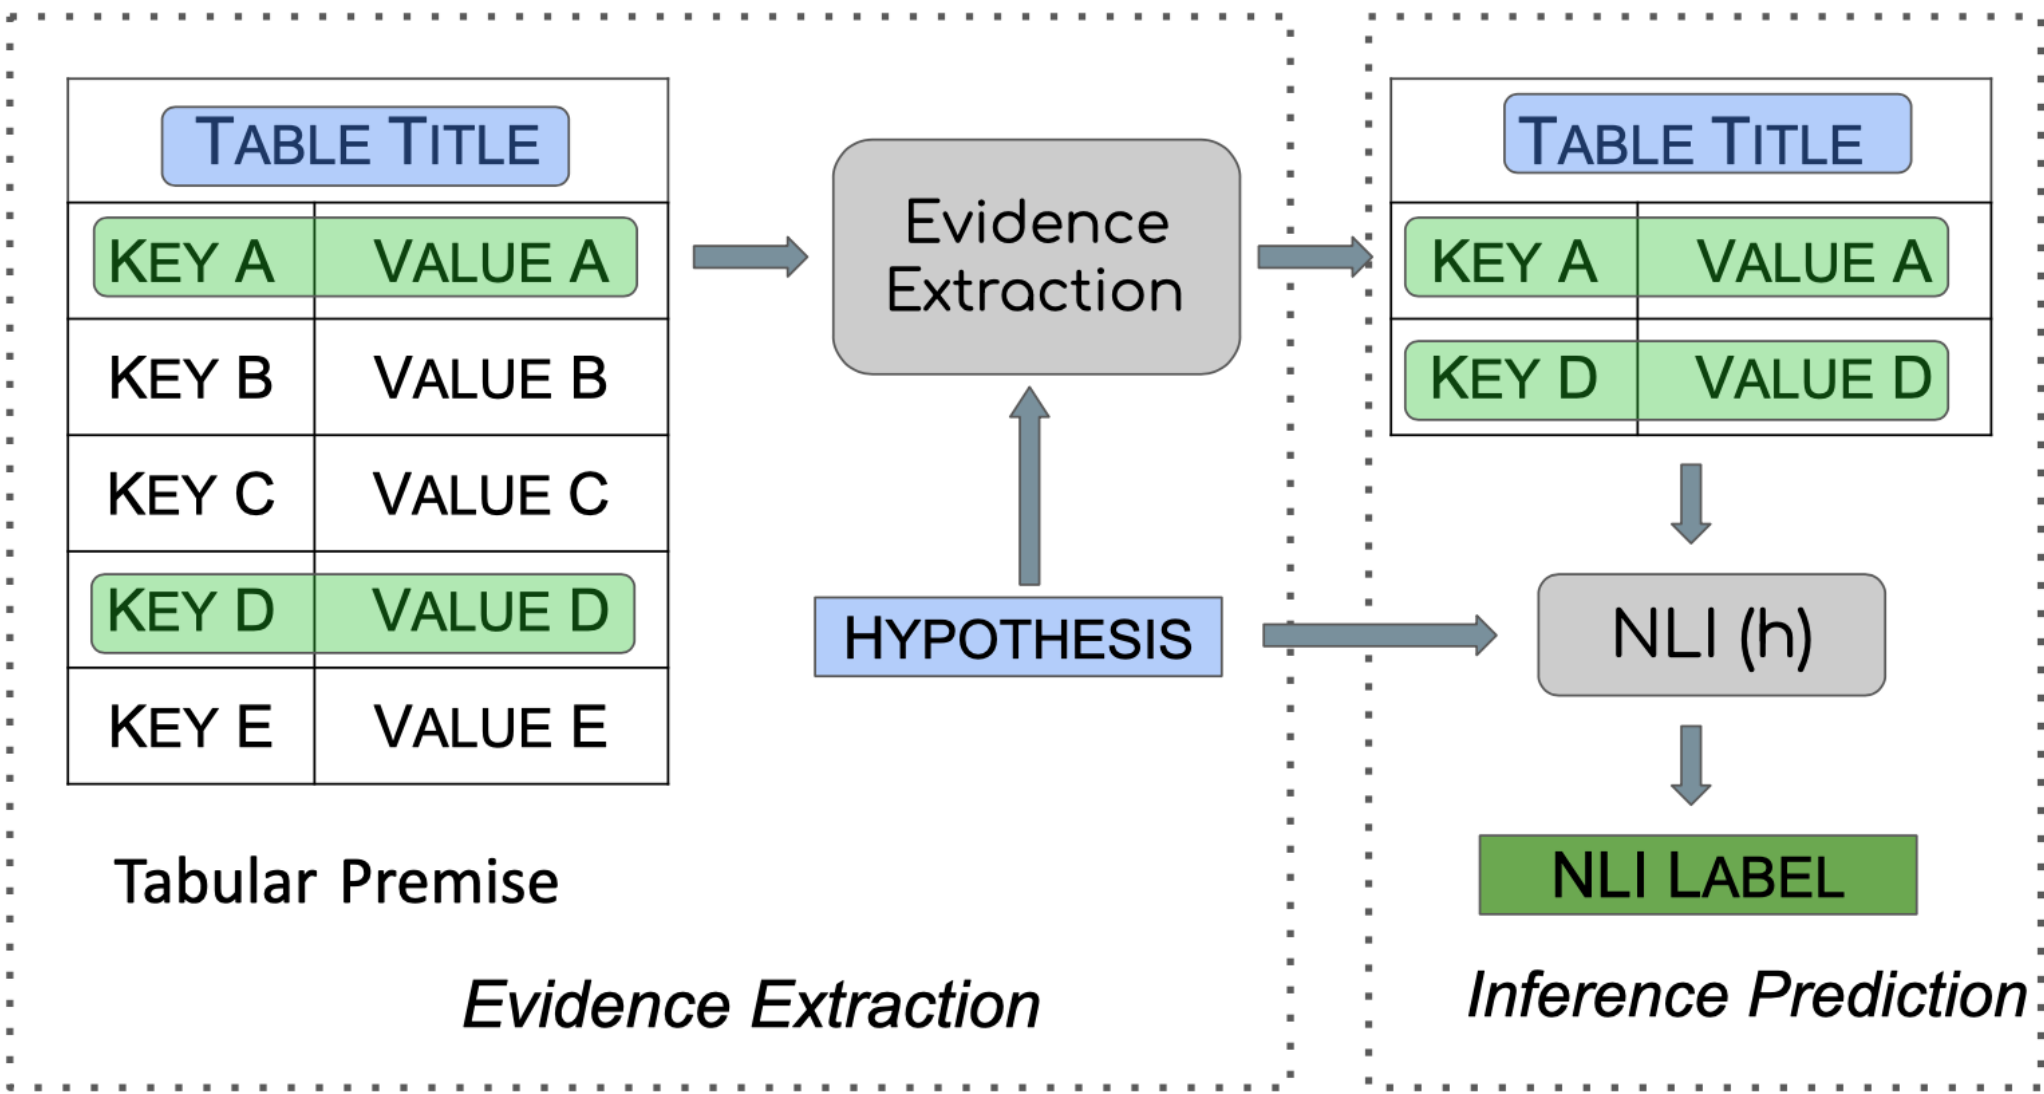 TABLE TITLE
KEY A VALUE A
KEY B VALUE B
KEY C VALUE C
KEY D VALUE D
KEY E VALUE E
Tabular Premise
Evidence
Extraction
HYPOTHESIS
Evidence Extraction
TABLE TITLE
KEY A VALUE A
KEY D VALUE D
NLI (h)
NLI LABEL
Inference Prediction